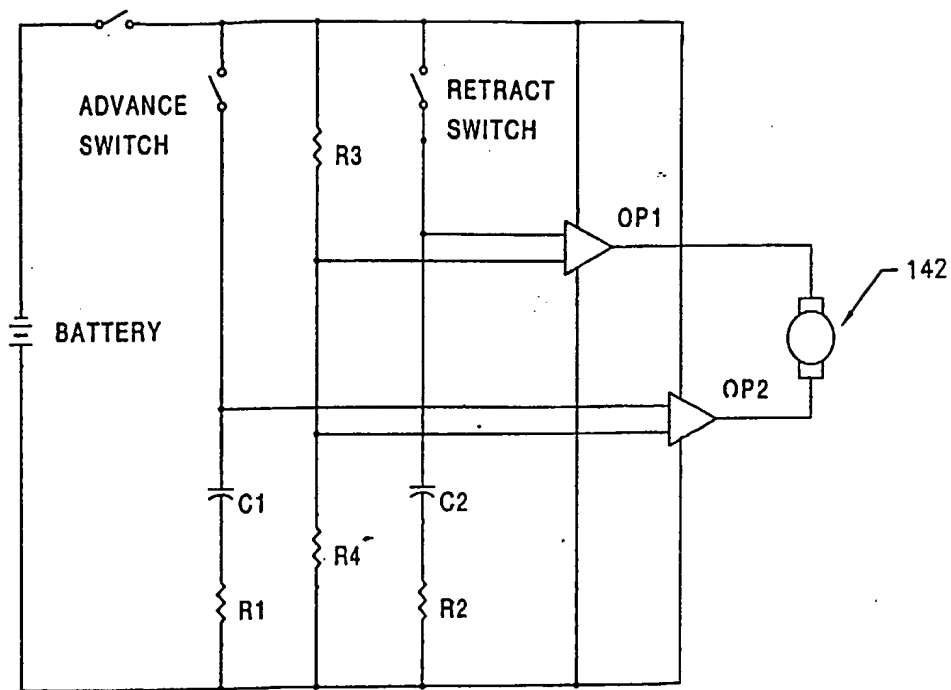 ADVANCE
SWITCH
RETRACT
SWITCH
R3
OP1
142
BATTERY
OP2
C1
C2
R4
R1
R2